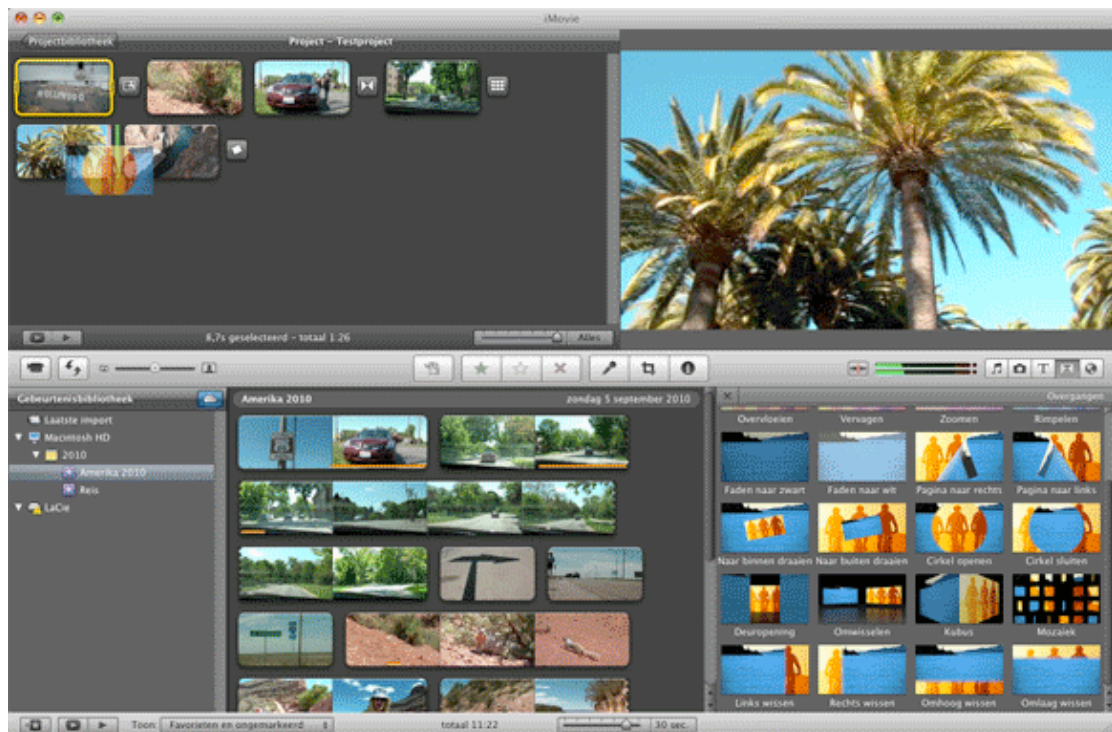 iMovie
Projectbibliotheek
Project – Testproject
8,7s geselecteerd – totaal 1:26
Alles
Gebeurtenisbibliotheek
Laatste import
Macintosh HD
2010
Amerika 2010
Reis
LaCie
Amerika 2010
zondag 5 september 2010
Overgangen
Overvloeien
Vervagen
Zoomen
Rimpelen
Faden naar zwart
Faden naar wit
Pagina naar rechts
Pagina naar links
Naar binnen draaien
Naar buiten draaien
Cirkel openen
Cirkel sluiten
Deuropening
Omwisselen
Kubus
Mozaïek
Links wissen
Rechts wissen
Omhoog wissen
Omlaag wissen
Toon:
Favorieten en ongemarkeerd
totaal 11:22
30 sec.